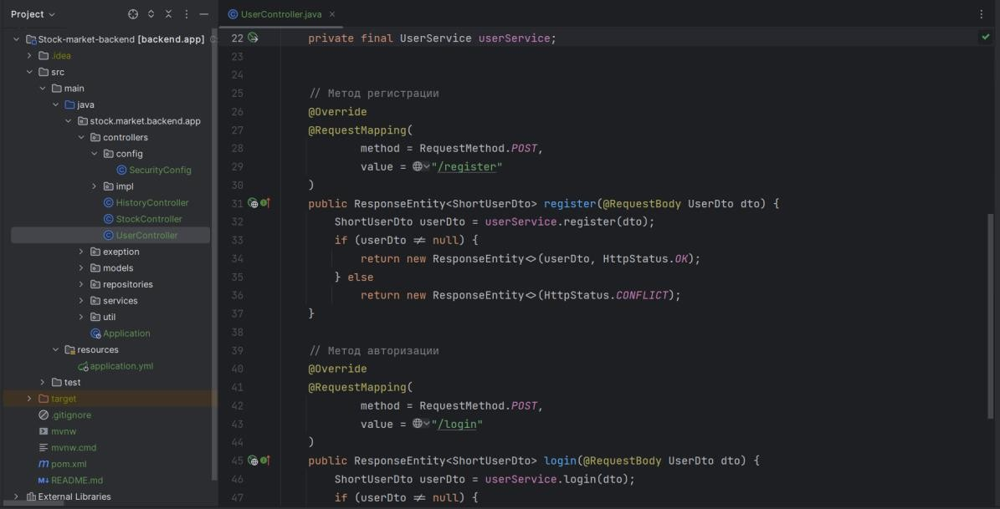 Project
Stock-market-backend [backend.app]
.idea
src
main
java
stock.market.backend.app
controllers
config
SecurityConfig
impl
HistoryController
StockController
UserController
exeption
models
repositories
services
util
Application
resources
application.yml
test
target
.gitignore
mvnw
mvnw.cmd
pom.xml
README.md
External Libraries
UserController.java
22 private final UserService userService;
23
24
25 // Метод регистрации
26 @Override
27 @RequestMapping(
28 method = RequestMethod.POST,
29 value = "/register"
30 )
31 public ResponseEntity<ShortUserDto> register(@RequestBody UserDto dto) {
32 ShortUserDto userDto = userService.register(dto);
33 if (userDto ≠ null) {
34 return new ResponseEntity<>(userDto, HttpStatus.OK);
35 } else
36 return new ResponseEntity<>(HttpStatus.CONFLICT);
37 }
38
39 // Метод авторизации
40 @Override
41 @RequestMapping(
42 method = RequestMethod.POST,
43 value = "/login"
44 )
45 public ResponseEntity<ShortUserDto> login(@RequestBody UserDto dto) {
46 ShortUserDto userDto = userService.login(dto);
47 if (userDto ≠ null) {